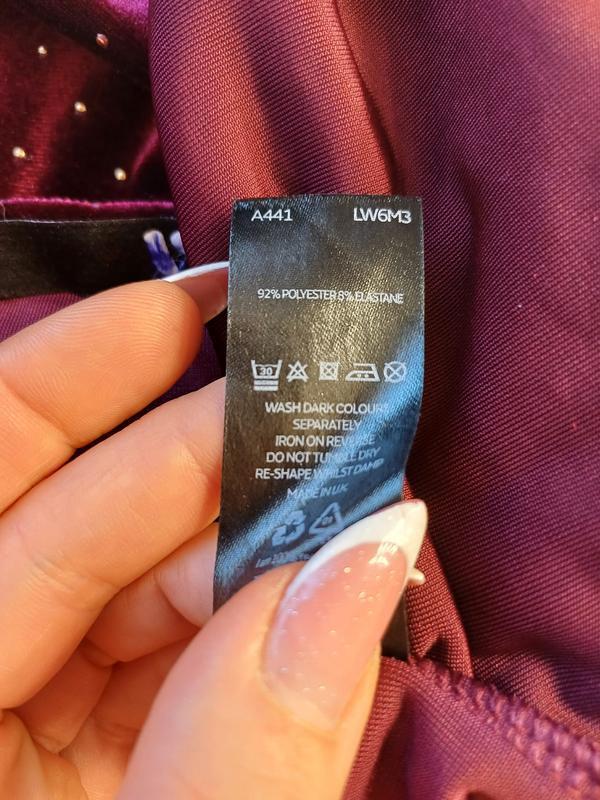 A441 LW6M3
92% POLYESTER 8% ELASTANE
30
WASH DARK COLOURS
SEPARATELY
IRON ON REVERSE
DO NOT TUMBLE DRY
RE-SHAPE WHILST DAMP
MADE IN UK